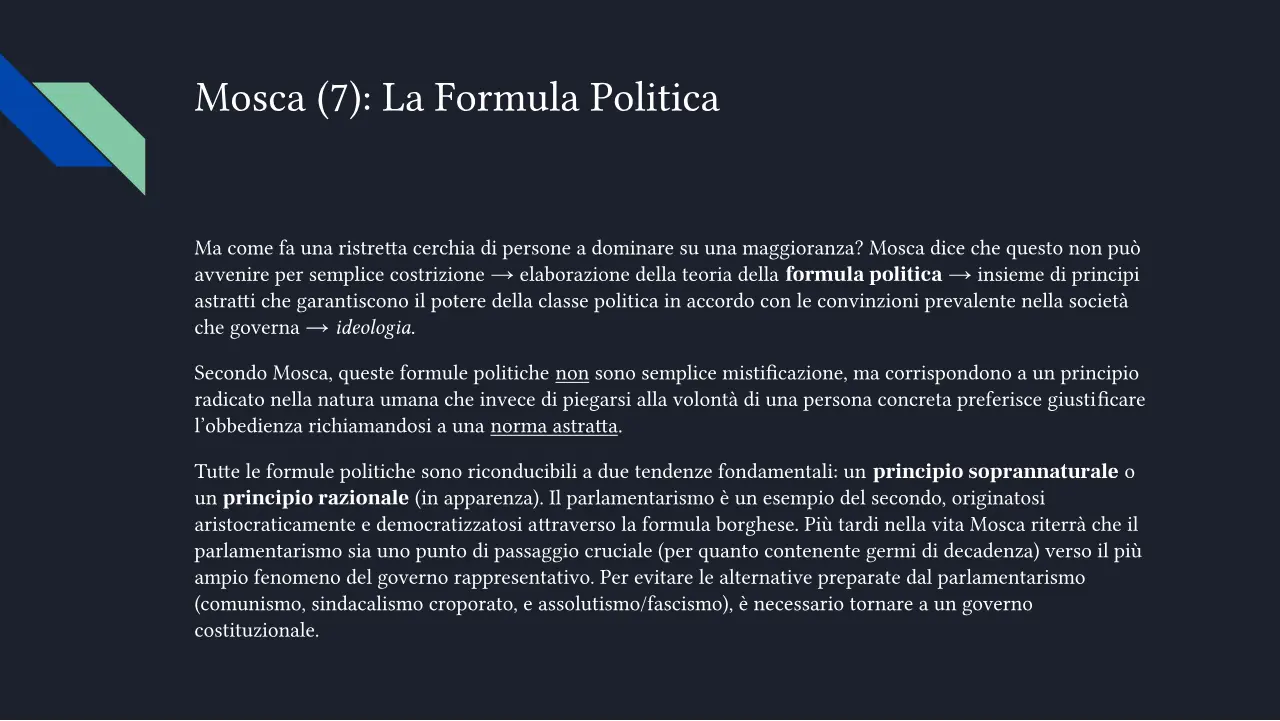 Mosca (7): La Formula Politica
Ma come fa una ristretta cerchia di persone a dominare su una maggioranza? Mosca dice che questo non può
avvenire per semplice costrizione → elaborazione della teoria della formula politica → insieme di principi
astratti che garantiscono il potere della classe politica in accordo con le convinzioni prevalente nella società
che governa → ideologia.
Secondo Mosca, queste formule politiche non sono semplice mistificazione, ma corrispondono a un principio
radicato nella natura umana che invece di piegarsi alla volontà di una persona concreta preferisce giustificare
l'obbedienza richiamandosi a una norma astratta.
Tutte le formule politiche sono riconducibili a due tendenze fondamentali: un principio soprannaturale o
un principio razionale (in apparenza). Il parlamentarismo è un esempio del secondo, originatosi
aristocraticamente e democratizzatosi attraverso la formula borghese. Più tardi nella vita Mosca riterrà che il
parlamentarismo sia uno punto di passaggio cruciale (per quanto contenente germi di decadenza) verso il più
ampio fenomeno del governo rappresentativo. Per evitare le alternative preparate dal parlamentarismo
(comunismo, sindacalismo croporato, e assolutismo/fascismo), è necessario tornare a un governo
costituzionale.